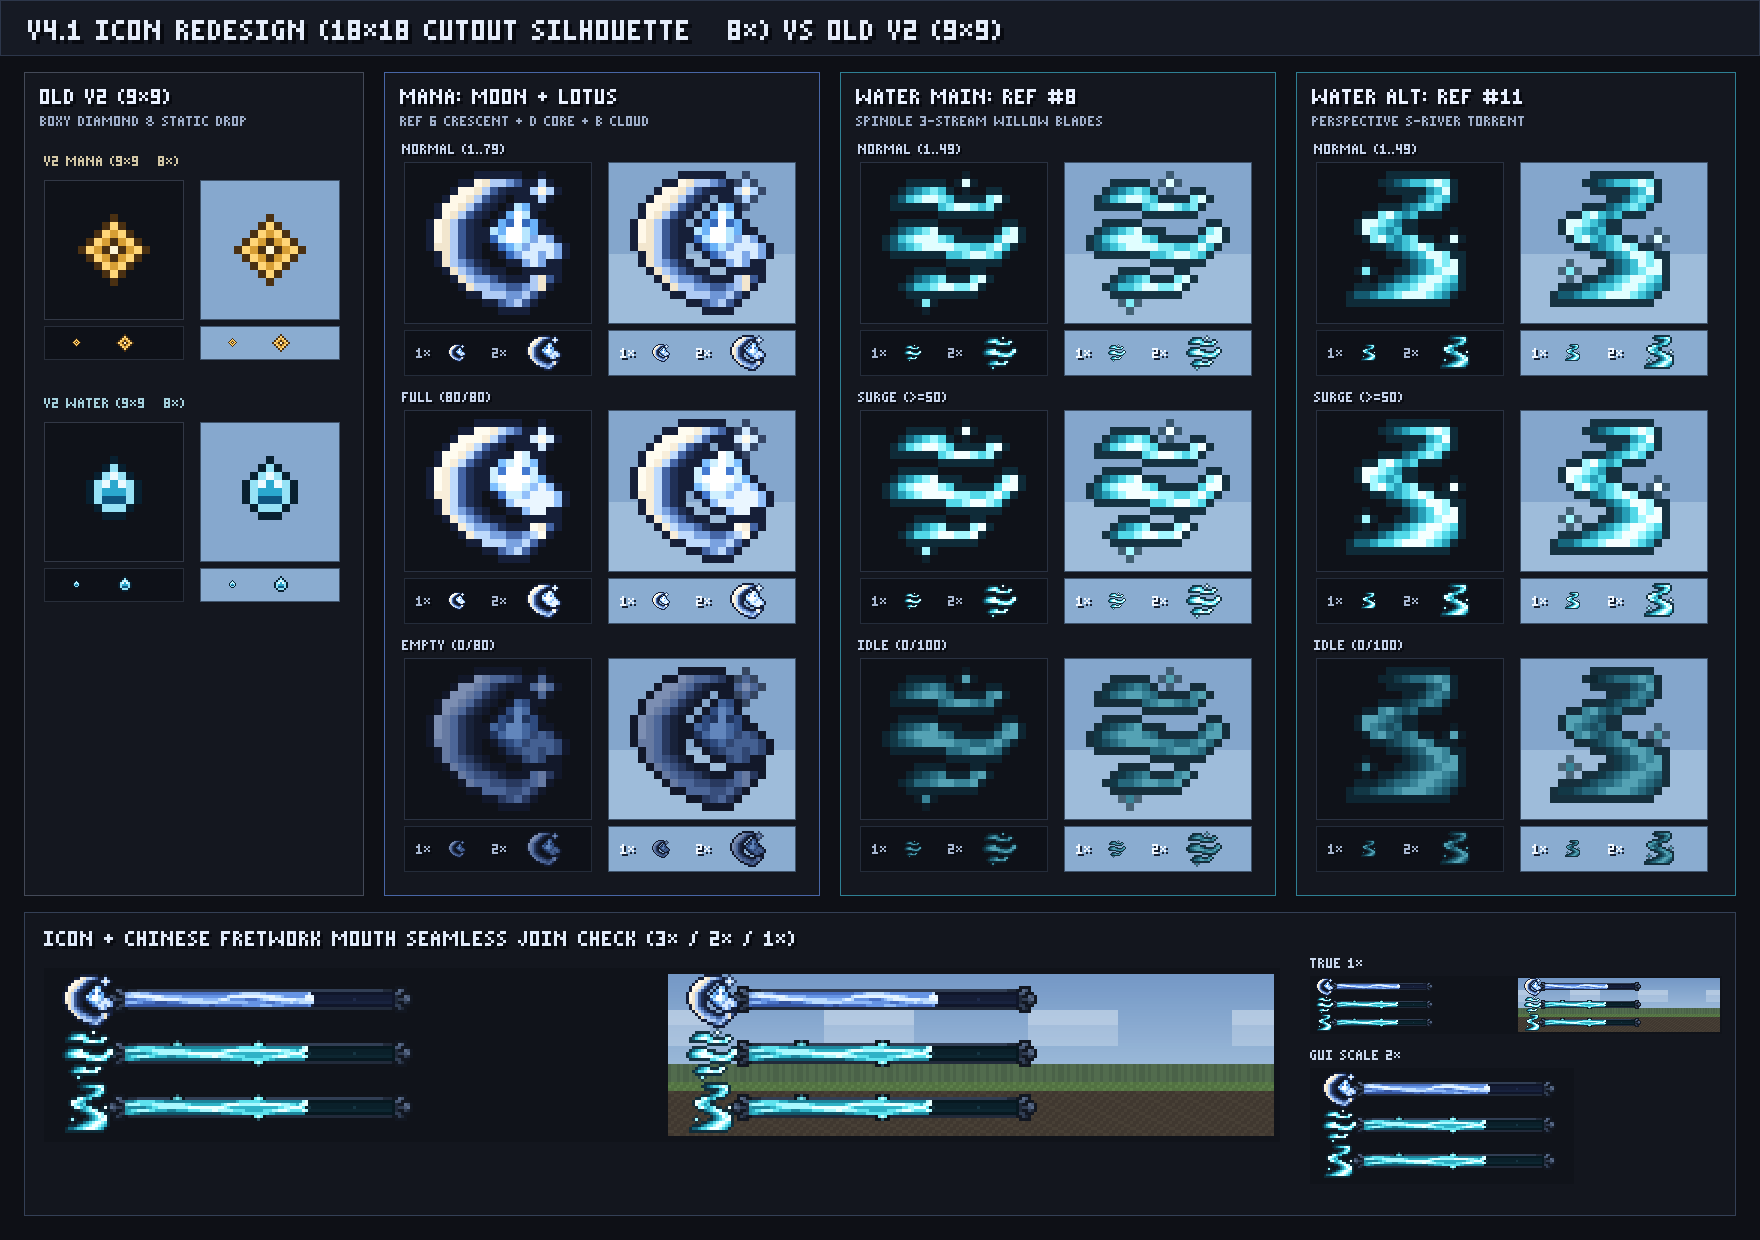 V4.1 ICON REDESIGN (18×18 CUTOUT SILHOUETTE 8×) VS OLD V2 (9×9)
OLD V2 (9×9)
BOXY DIAMOND & STATIC DROP
V2 MANA (9×9 8×)
V2 WATER (9×9 8×)
MANA: MOON + LOTUS
REF 6 CRESCENT + D CORE + B CLOUD
NORMAL (1..79)
1× 2×
1× 2×
FULL (80/80)
1× 2×
1× 2×
EMPTY (0/80)
1× 2×
1× 2×
WATER MAIN: REF #8
SPINDLE 3-STREAM WILLOW BLADES
NORMAL (1..49)
1× 2×
1× 2×
SURGE (>=50)
1× 2×
1× 2×
IDLE (0/100)
1× 2×
1× 2×
WATER ALT: REF #11
PERSPECTIVE S-RIVER TORRENT
NORMAL (1..49)
1× 2×
1× 2×
SURGE (>=50)
1× 2×
1× 2×
IDLE (0/100)
1× 2×
1× 2×
ICON + CHINESE FRETWORK MOUTH SEAMLESS JOIN CHECK (3× / 2× / 1×)
TRUE 1×
GUI SCALE 2×